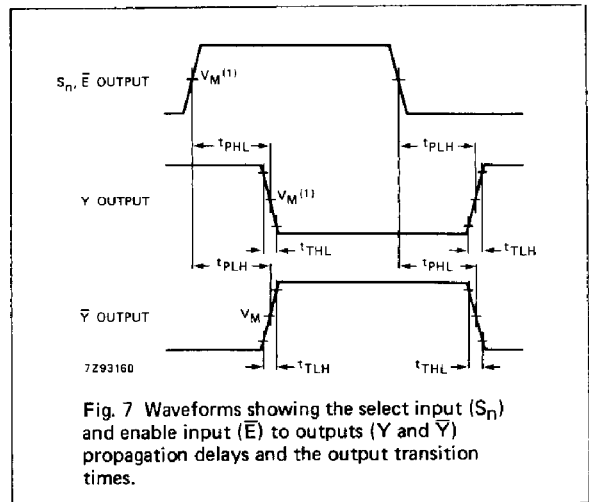 Sn, E̅ OUTPUT
VM(1)
tPHL
tPLH
Y OUTPUT
VM(1)
tTHL
tTLH
tPLH
tPHL
Y̅ OUTPUT
VM
7Z93160
tTLH
tTHL
Fig. 7 Waveforms showing the select input (Sn)
and enable input (E̅) to outputs (Y and Y̅)
propagation delays and the output transition
times.